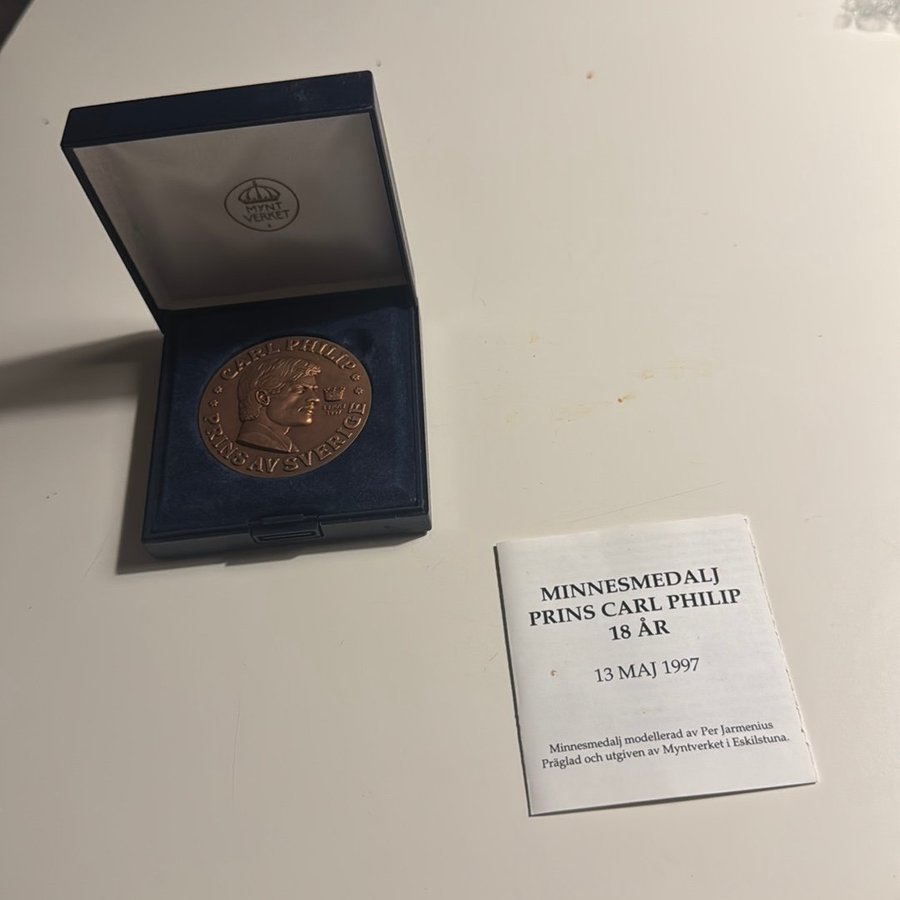 MYNT
VERKET
CARL PHILIP
PRINS AV SVERIGE
MINNESMEDALJ
PRINS CARL PHILIP
18 ÅR
13 MAJ 1997
Minnesmedalj modellerad av Per Jarmenius
Präglad och utgiven av Myntverket i Eskilstuna.